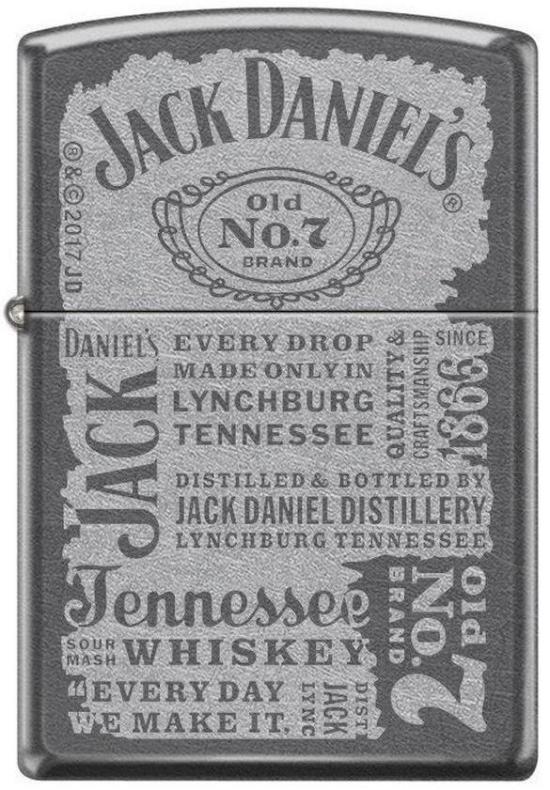 JACK DANIEL'S
®
Old
No.7
BRAND
®&©2017 JD
DANIEL'S
JACK
EVERY DROP
MADE ONLY IN
LYNCHBURG
TENNESSEE
QUALITY &
CRAFTSMANSHIP
SINCE
1866
DISTILLED & BOTTLED BY
JACK DANIEL DISTILLERY
LYNCHBURG TENNESSEE
Tennessee
SOUR
MASH
WHISKEY
"EVERY DAY
WE MAKE IT,
JACK
LYNC
DISTI
Old
NO.
BRAND
7